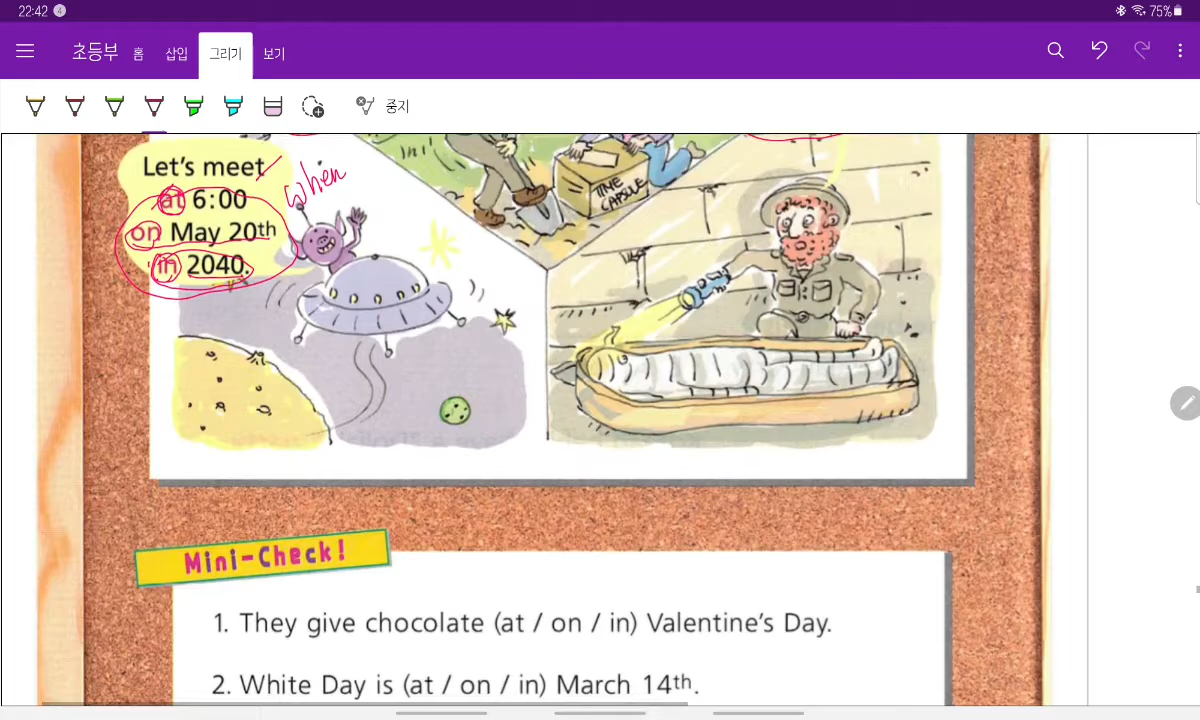 22:42 4 75%
초등부 홈 삽입 그리기 보기
중지
Let's meet
at 6:00
on May 20th
in 2040.
when
TIME
CAPSULE
Mini-Check!
1. They give chocolate (at / on / in) Valentine's Day.
2. White Day is (at / on / in) March 14th.